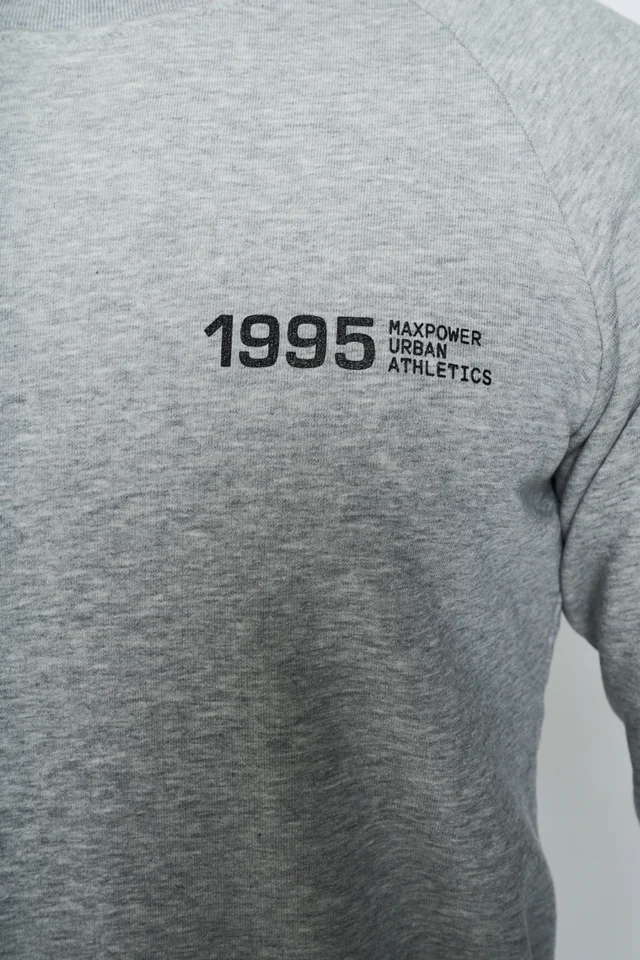 1995
MAXPOWER
URBAN
ATHLETICS